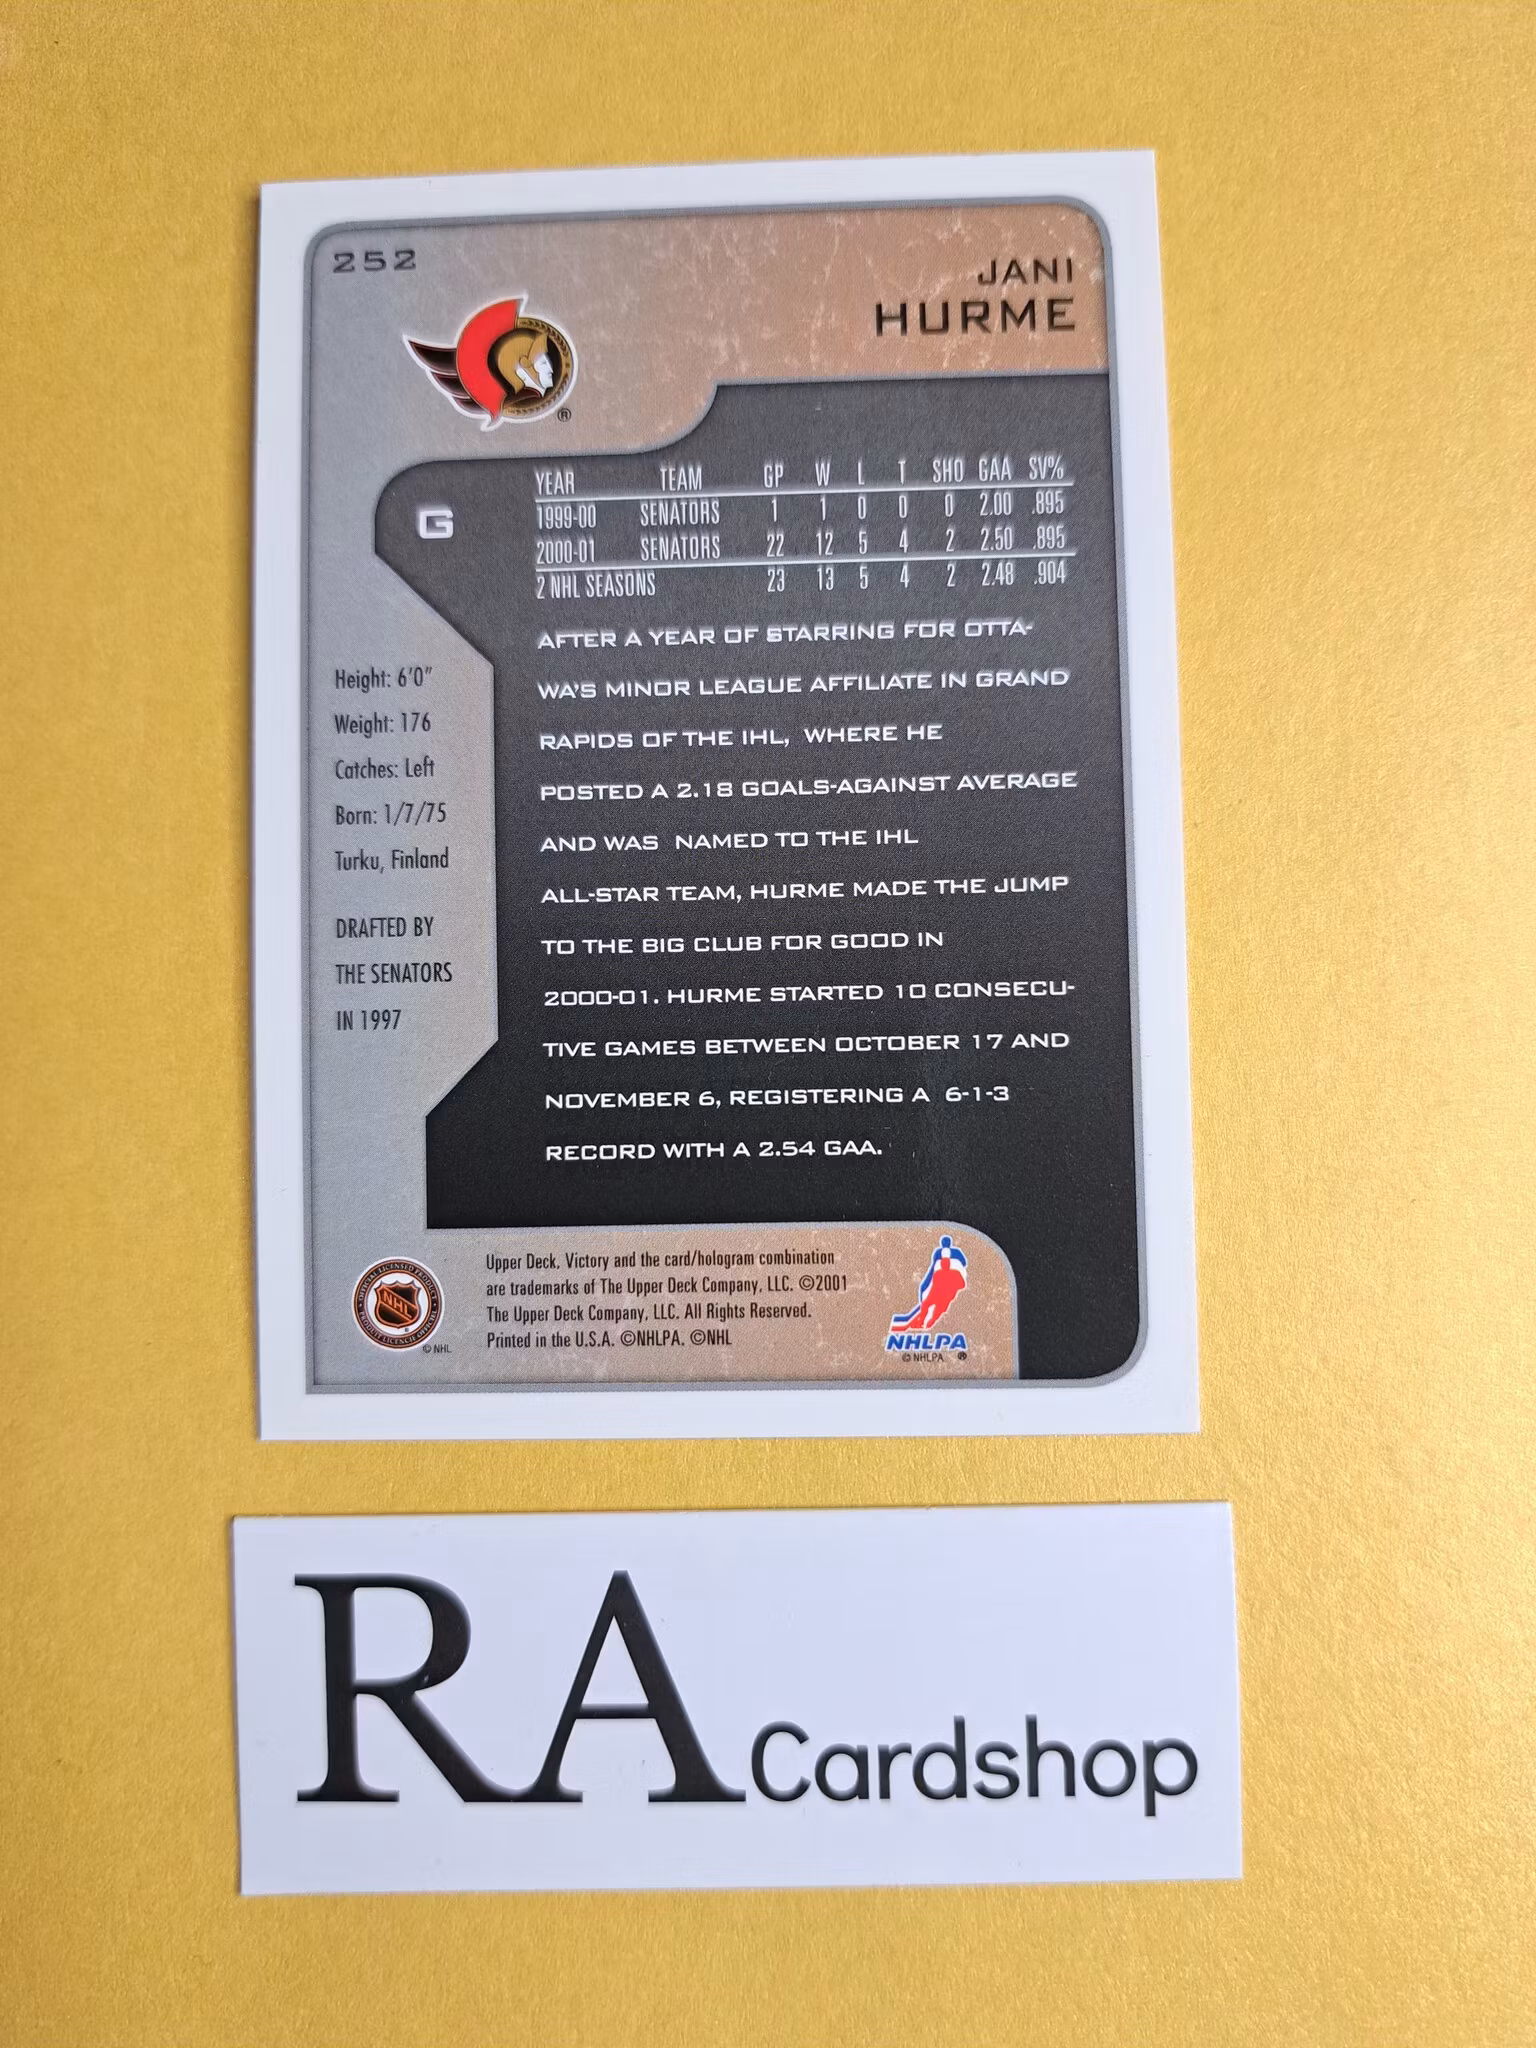 252
JANI
HURME
®
G
YEAR TEAM GP W L T SHO GAA SV%
1999-00 SENATORS 1 1 0 0 0 2.00 .895
2000-01 SENATORS 22 12 5 4 2 2.50 .895
2 NHL SEASONS 23 13 5 4 2 2.48 .904
AFTER A YEAR OF STARRING FOR OTTA-
WA'S MINOR LEAGUE AFFILIATE IN GRAND
RAPIDS OF THE IHL, WHERE HE
POSTED A 2.18 GOALS-AGAINST AVERAGE
AND WAS NAMED TO THE IHL
ALL-STAR TEAM, HURME MADE THE JUMP
TO THE BIG CLUB FOR GOOD IN
2000-01. HURME STARTED 10 CONSECU-
TIVE GAMES BETWEEN OCTOBER 17 AND
NOVEMBER 6, REGISTERING A 6-1-3
RECORD WITH A 2.54 GAA.
Height: 6'0"
Weight: 176
Catches: Left
Born: 1/7/75
Turku, Finland
DRAFTED BY
THE SENATORS
IN 1997
OFFICIAL LICENSED PRODUCT
NHL
© NHL
Upper Deck, Victory and the card/hologram combination
are trademarks of The Upper Deck Company, LLC. ©2001
The Upper Deck Company, LLC. All Rights Reserved.
Printed in the U.S.A. ©NHLPA. ©NHL
NHLPA
© NHLPA ®
RA Cardshop